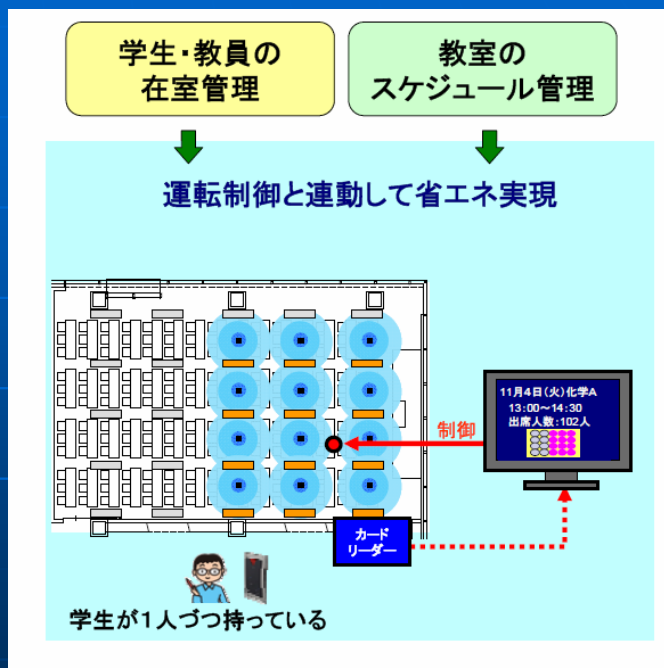 学生・教員の
在室管理
教室の
スケジュール管理
運転制御と連動して省エネ実現
11月4日(火)化学A
13:00～14:30
出席人数:102人
制御
カード
リーダー
学生が1人づつ持っている